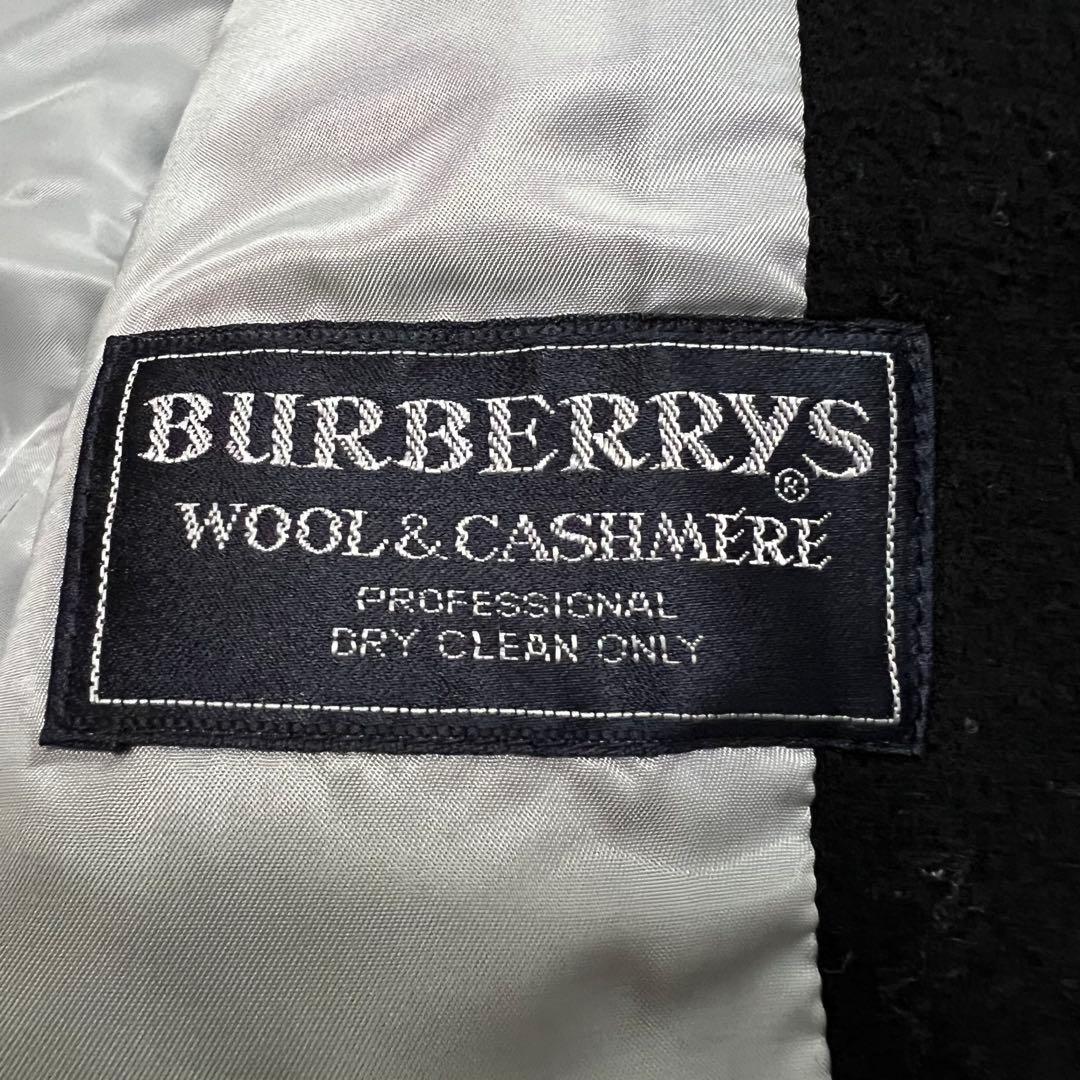 BURBERRYS
®
WOOL & CASHMERE
PROFESSIONAL
DRY CLEAN ONLY